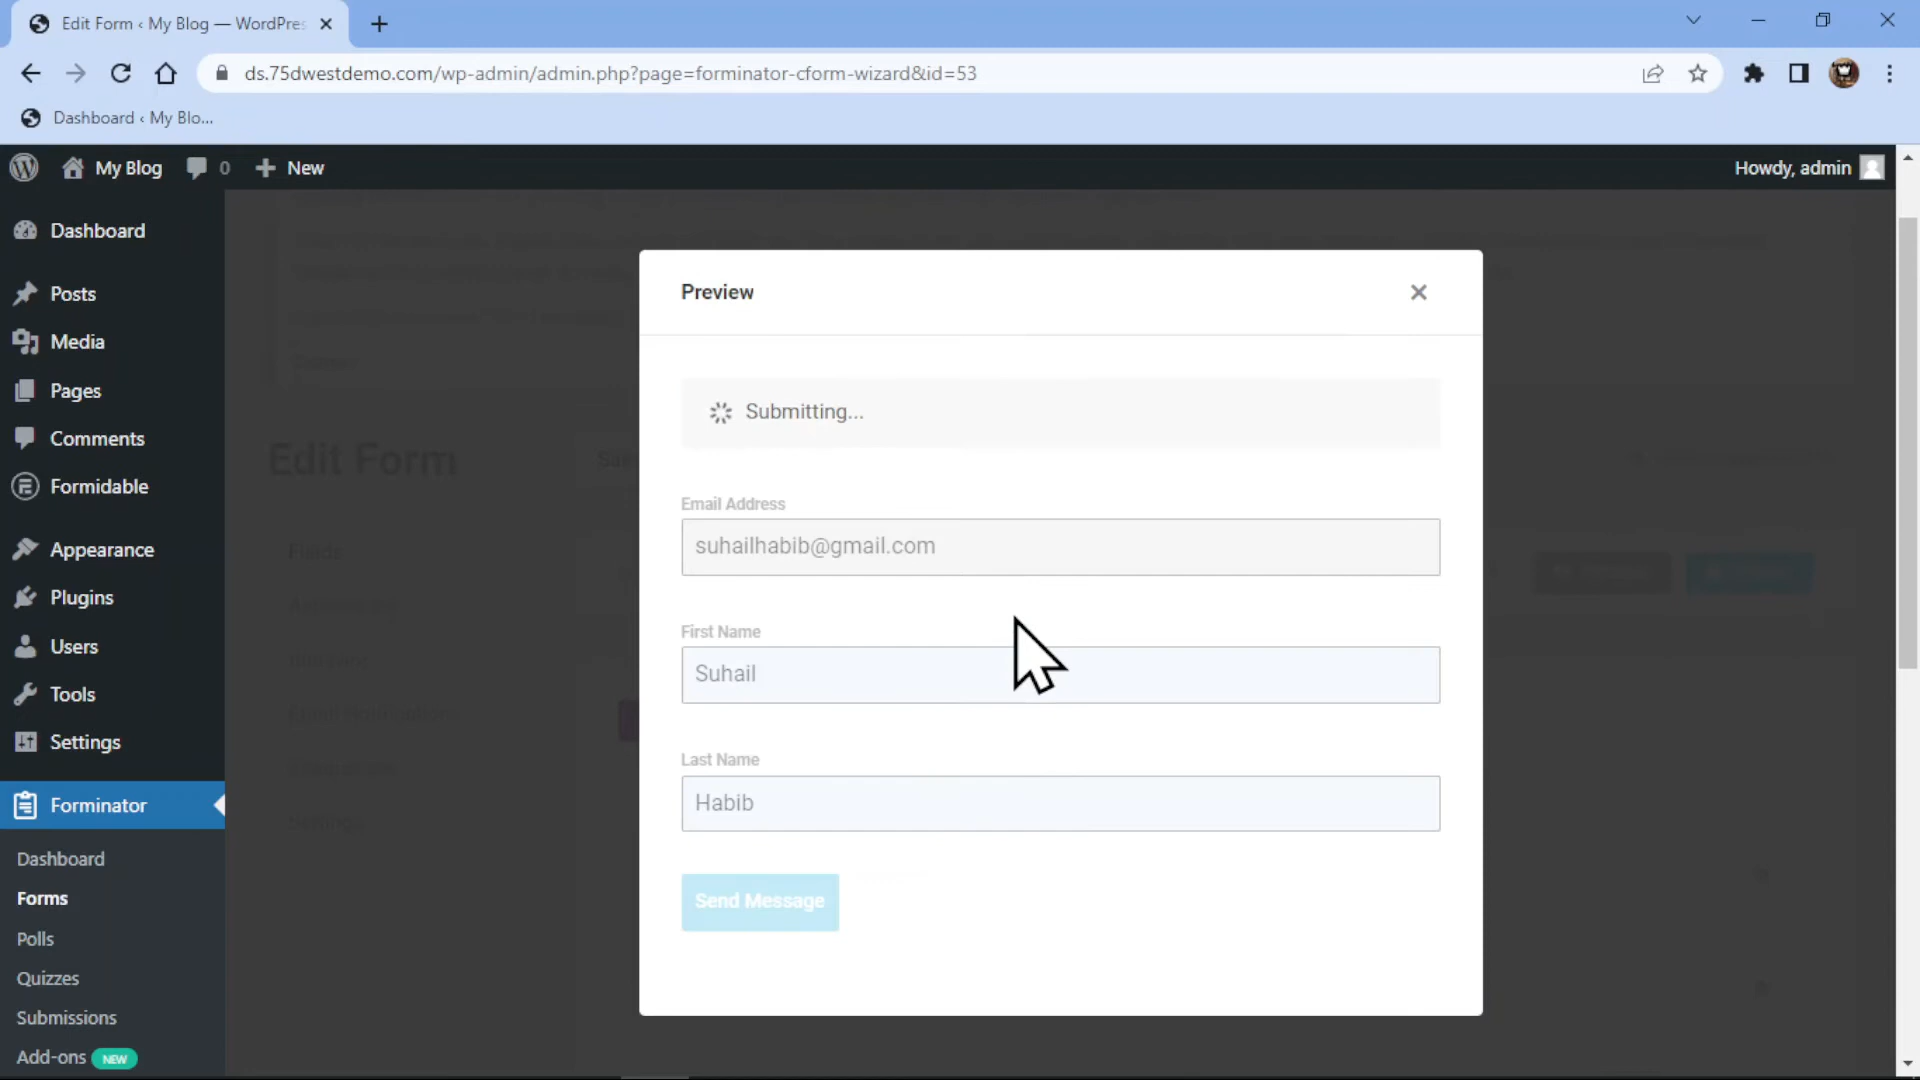 Edit Form ‹ My Blog — WordPres
ds.75dwestdemo.com/wp-admin/admin.php?page=forminator-cform-wizard&id=53
Dashboard ‹ My Blo...
My Blog 0 New Howdy, admin
Dashboard
Posts
Media
Pages
Comments
Formidable
Appearance
Plugins
Users
Tools
Settings
Forminator
Dashboard
Forms
Polls
Quizzes
Submissions
Add-ons NEW
Edit Form
Fields
Settings
Preview
Submitting...
Email Address
suhailhabib@gmail.com
First Name
Suhail
Last Name
Habib
Send Message